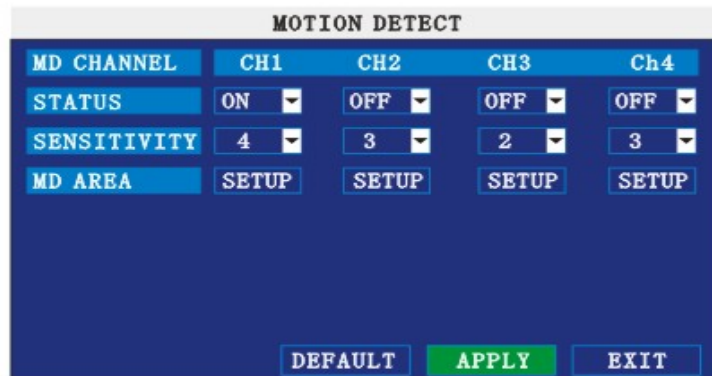 MOTION DETECT
MD CHANNEL CH1 CH2 CH3 Ch4
STATUS ON OFF OFF OFF
SENSITIVITY 4 3 2 3
MD AREA SETUP SETUP SETUP SETUP
DEFAULT APPLY EXIT